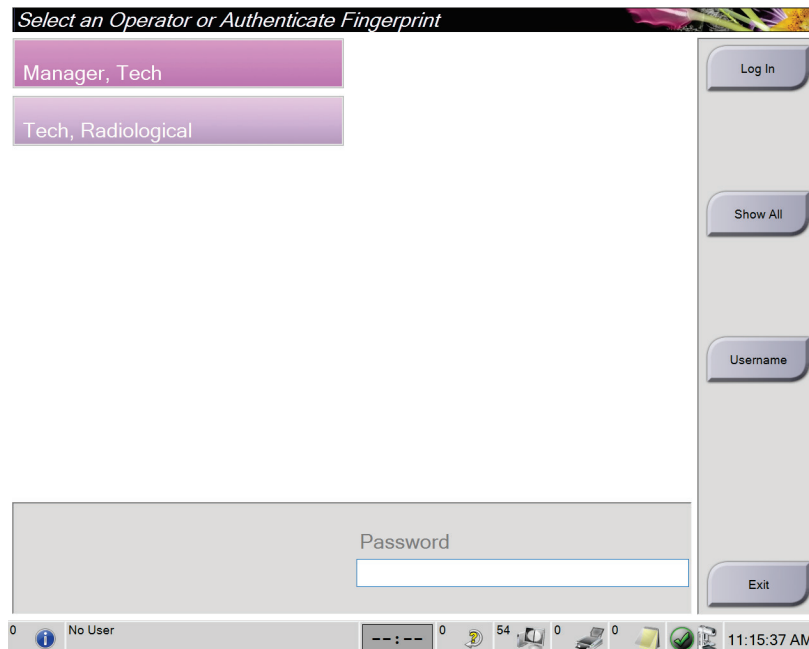 Select an Operator or Authenticate Fingerprint
Manager, Tech
Log In
Tech, Radiological
Show All
Username
Password
Exit
0
No User
--:--
0
54
0
0
11:15:37 AM